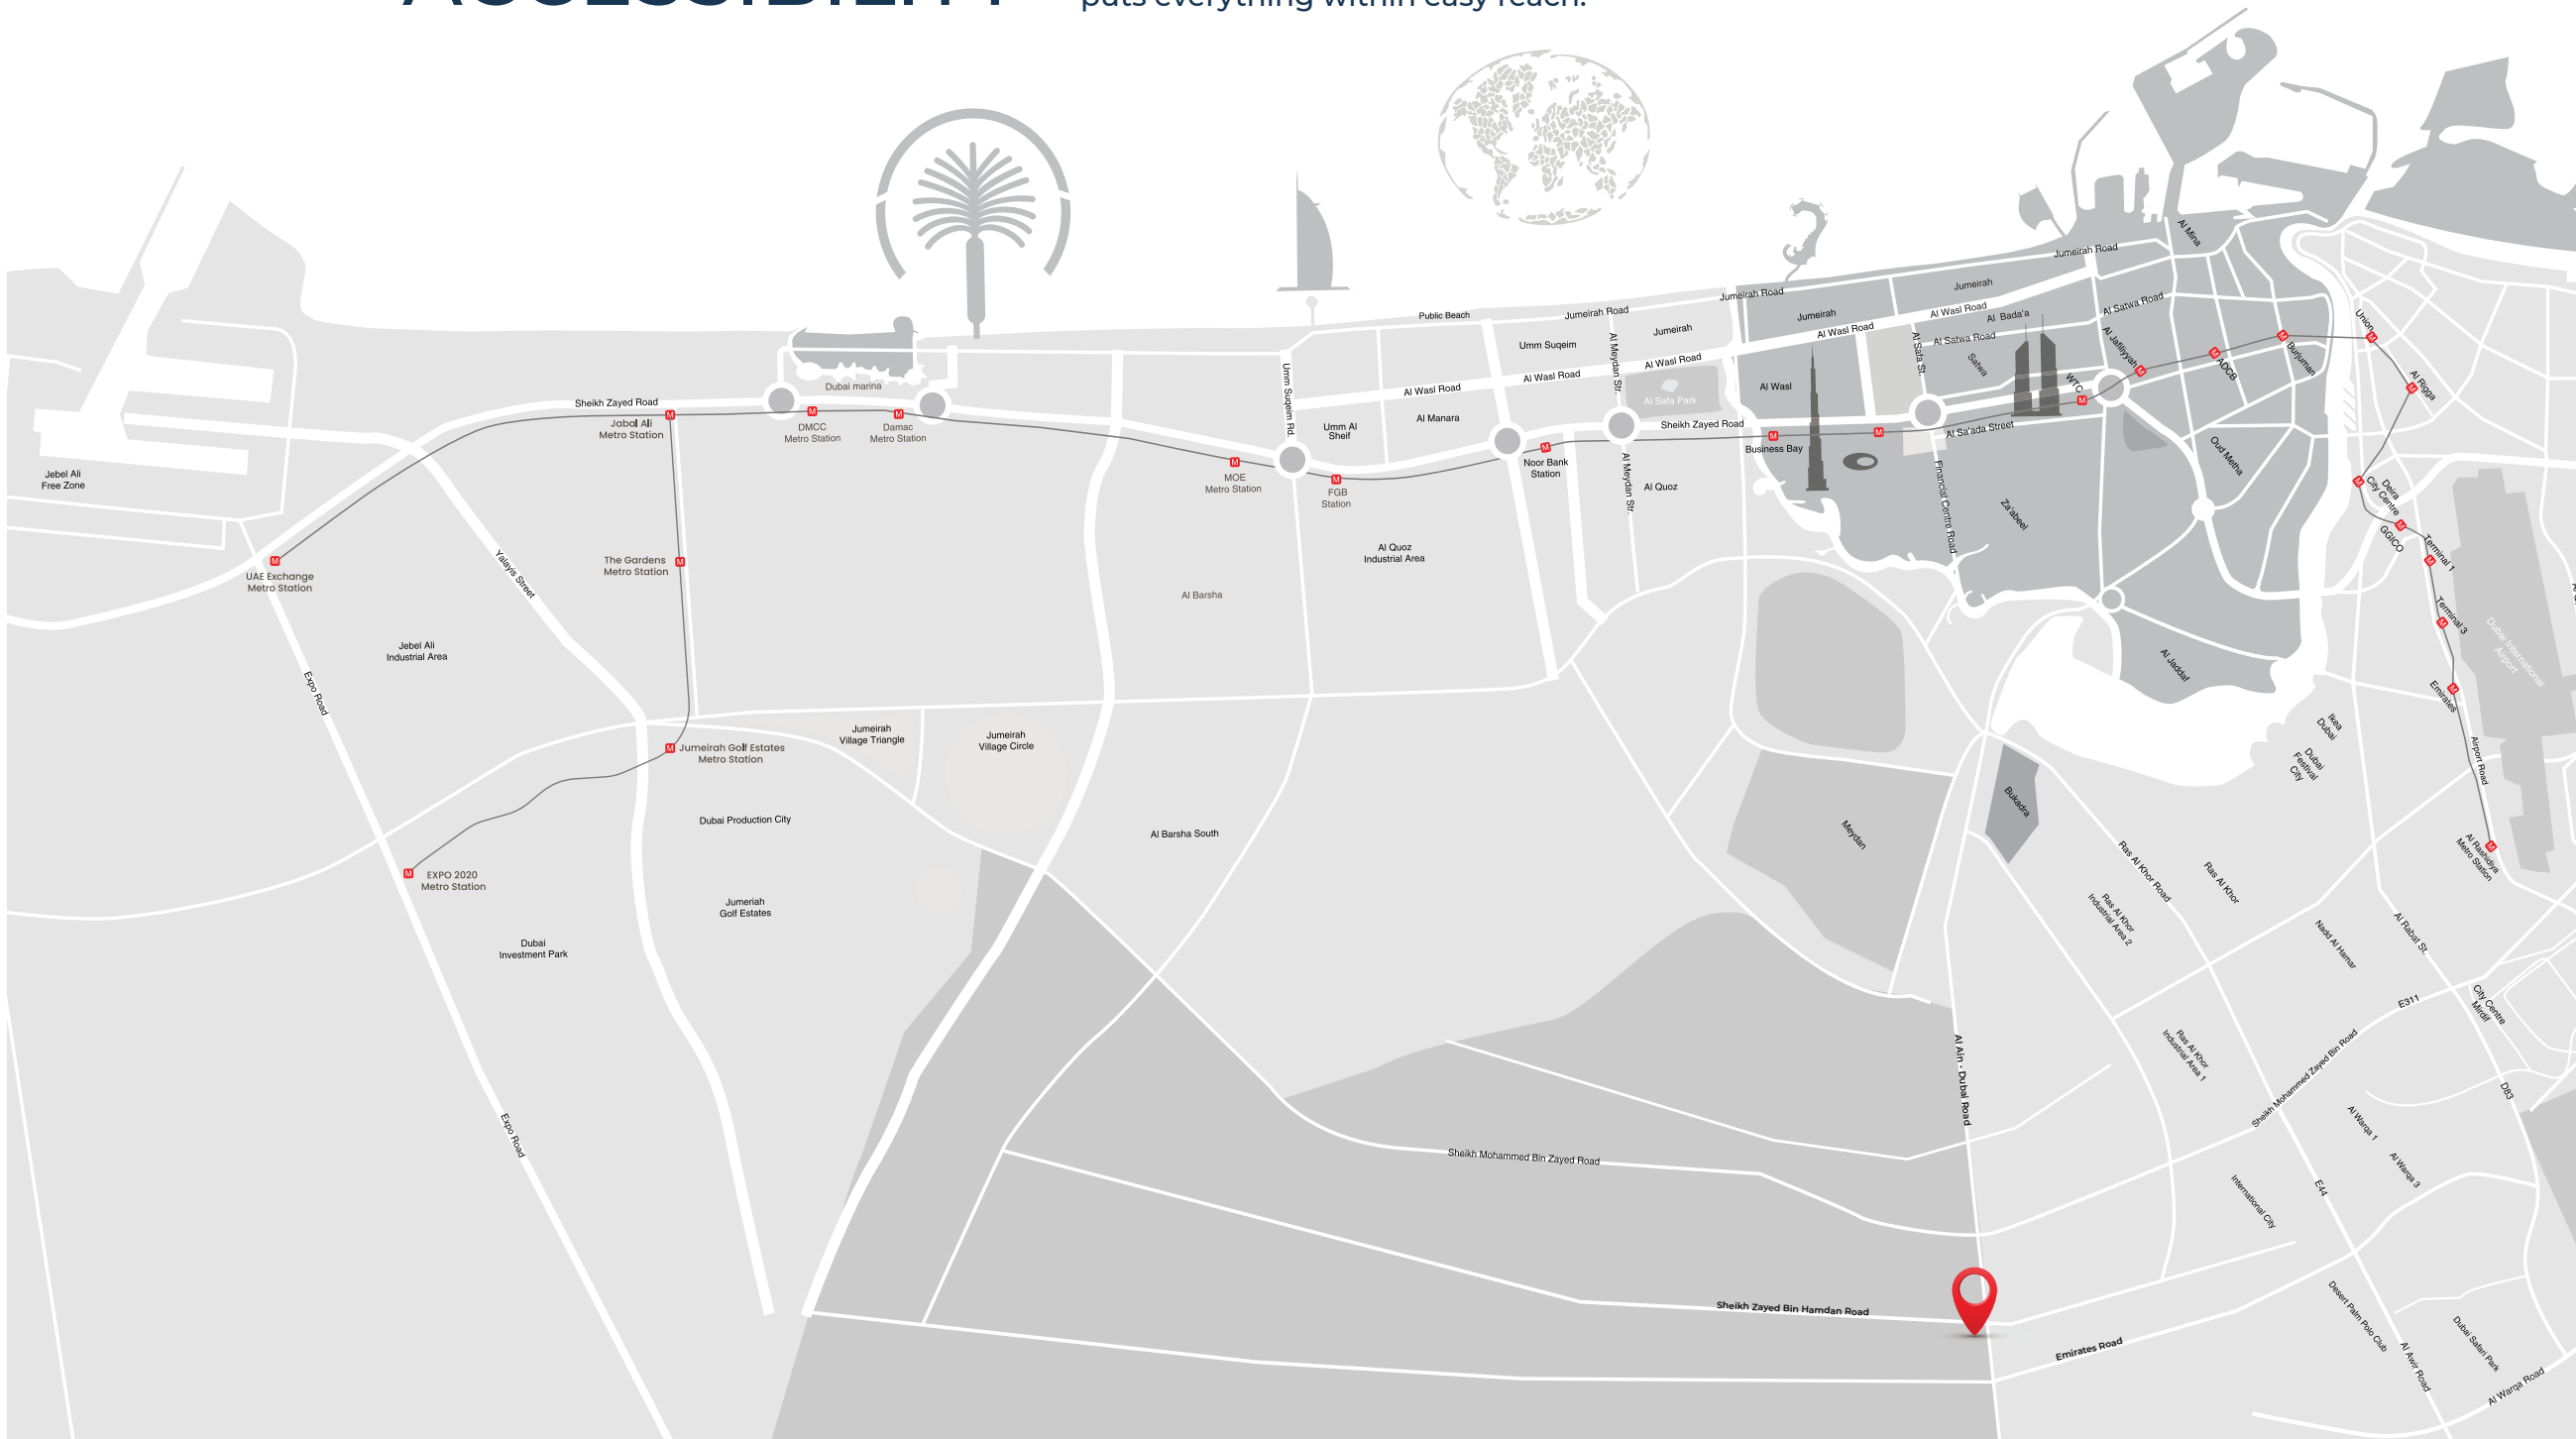 puts everything within easy reach.
Jumeirah Road
Al Mina
Jumeirah Road
Jumeirah
Al Wasl Road
Al Bada'a
Al Satwa Road
Al Satwa Road
Public Beach
Jumeirah Road
Jumeirah
Jumeirah
Al Wasl Road
Umm Suqeim
Al Meydan Str.
Al Wasl Road
Al Safa St.
Satwa
Al Jafiliyyah
WTC
ADCB
Burjuman
Union
Al Rigga
Dubai marina
Sheikh Zayed Road
Jabal Ali
Metro Station
DMCC
Metro Station
Damac
Metro Station
Umm Suqeim Rd.
Al Wasl Road
Al Wasl Road
Al Wasl
Al Safa Park
Umm Al
Sheif
Al Manara
Sheikh Zayed Road
Al Sa'ada Street
Business Bay
Oud Metha
Jebel Ali
Free Zone
MOE
Metro Station
FGB
Station
Noor Bank
Station
Al Meydan Str.
Al Quoz
Financial Centre Road
Za'abeel
Deira
City Centre
GGICO
Terminal 1
Terminal 3
Dubai International
Airport
UAE Exchange
Metro Station
Yalayis Street
The Gardens
Metro Station
Al Quoz
Industrial Area
Al Barsha
Jebel Ali
Industrial Area
Expo Road
Al Jaddaf
Emirates
Ikea
Dubai
Dubai
Festival
City
Airport Road
Jumeirah Golf Estates
Metro Station
Jumeirah
Village Triangle
Jumeirah
Village Circle
Dubai Production City
Al Barsha South
Meydan
Bukadra
Ras Al Khor Road
Ras Al Khor
Al Rashidiya
Metro Station
EXPO 2020
Metro Station
Jumeriah
Golf Estates
Dubai
Investment Park
Ras Al Khor
Industrial Area 2
Nadd Al Hamar
Al Rabat St.
E311
City Centre
Mirdif
Ras Al Khor
Industrial Area 1
Sheikh Mohammed Zayed Bin Road
D83
Al Ain - Dubai Road
Expo Road
Sheikh Mohammed Bin Zayed Road
Al Warqa 1
Al Warqa 3
E44
International City
Sheikh Zayed Bin Hamdan Road
Emirates Road
Desert Palm Polo Club
Dubai Safari Park
Al Awir Road
Al Warqa Road